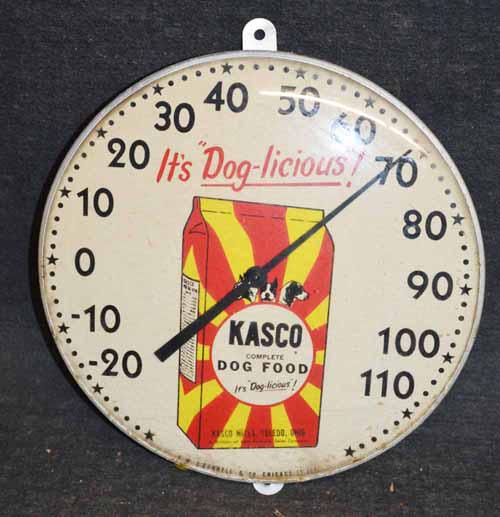 -20
-10
0
10
20
30
40
50
60
70
80
90
100
110
It's "Dog-licious"!
KASCO
COMPLETE
DOG FOOD
It's "Dog-licious"!
KASCO MILLS, TOLEDO, OHIO